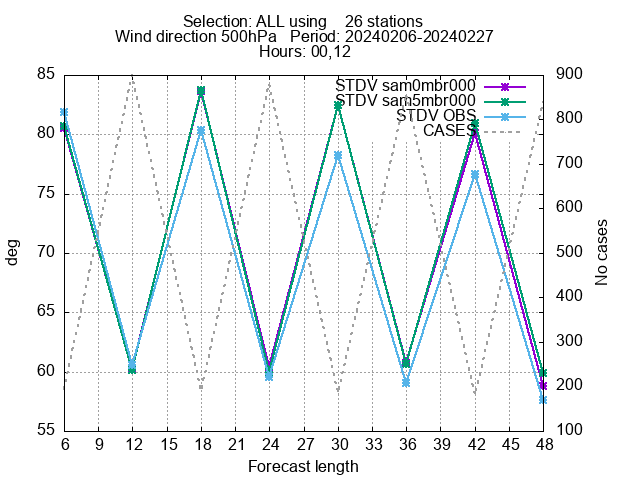 Selection: ALL using 26 stations
Wind direction 500hPa Period: 20240206-20240227
Hours: 00,12
STDV sam0mbr000
STDV sam5mbr000
STDV OBS
CASES
85
80
75
70
65
60
55
900
800
700
600
500
400
300
200
100
deg
No cases
6 9 12 15 18 21 24 27 30 33 36 39 42 45 48
Forecast length